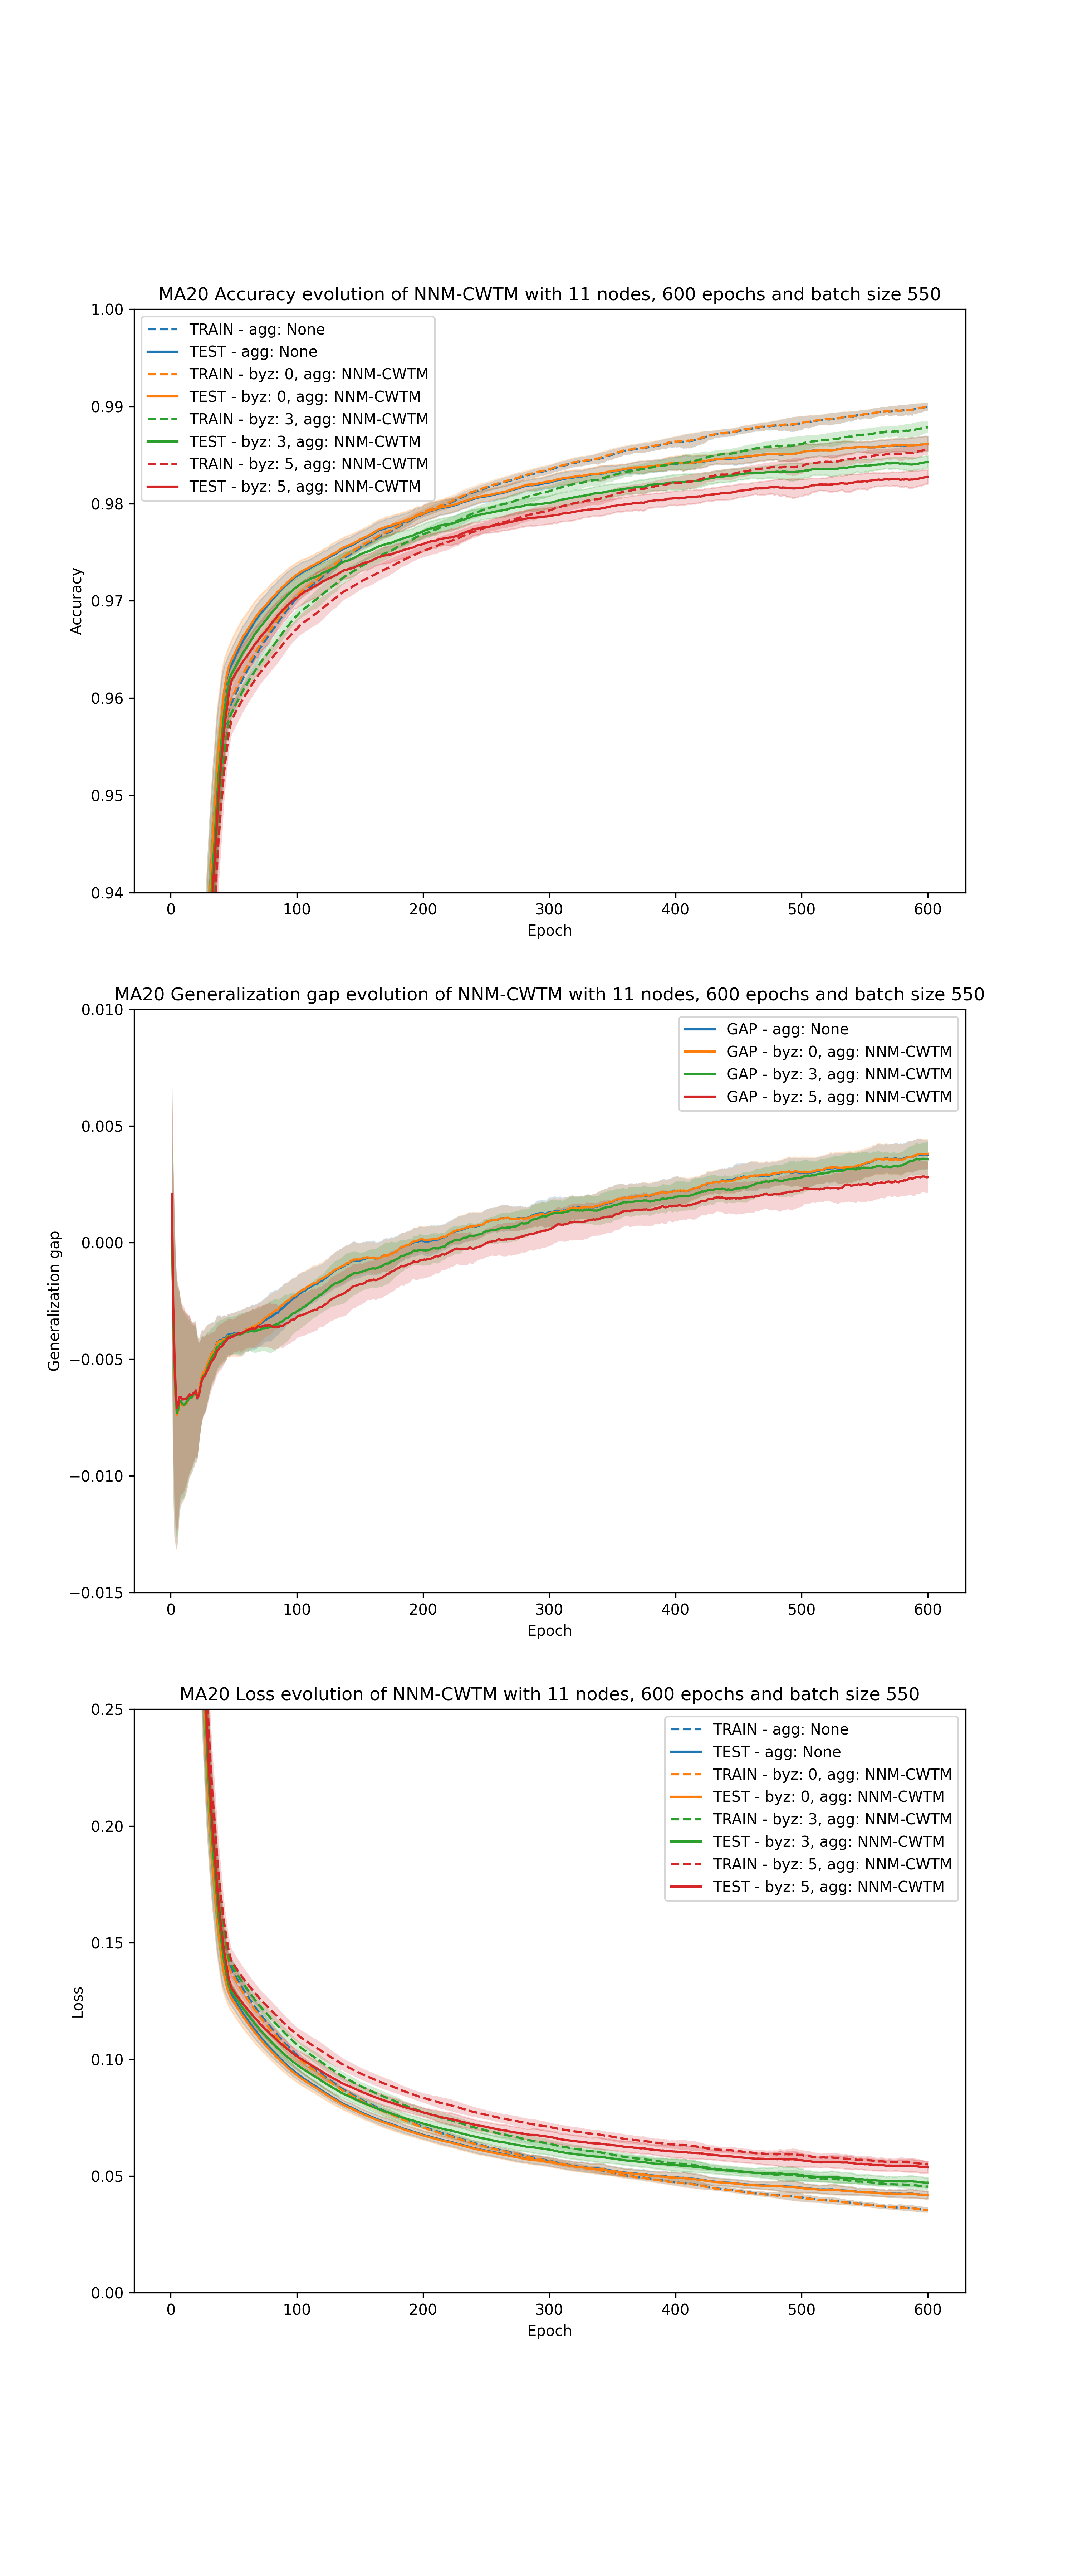 MA20 Accuracy evolution of NNM-CWTM with 11 nodes, 600 epochs and batch size 550
1.00
0.99
0.98
0.97
0.96
0.95
0.94
Accuracy
TRAIN - agg: None
TEST - agg: None
TRAIN - byz: 0, agg: NNM-CWTM
TEST - byz: 0, agg: NNM-CWTM
TRAIN - byz: 3, agg: NNM-CWTM
TEST - byz: 3, agg: NNM-CWTM
TRAIN - byz: 5, agg: NNM-CWTM
TEST - byz: 5, agg: NNM-CWTM
0 100 200 300 400 500 600
Epoch
MA20 Generalization gap evolution of NNM-CWTM with 11 nodes, 600 epochs and batch size 550
0.010
0.005
0.000
−0.005
−0.010
−0.015
Generalization gap
GAP - agg: None
GAP - byz: 0, agg: NNM-CWTM
GAP - byz: 3, agg: NNM-CWTM
GAP - byz: 5, agg: NNM-CWTM
0 100 200 300 400 500 600
Epoch
MA20 Loss evolution of NNM-CWTM with 11 nodes, 600 epochs and batch size 550
0.25
0.20
0.15
0.10
0.05
0.00
Loss
TRAIN - agg: None
TEST - agg: None
TRAIN - byz: 0, agg: NNM-CWTM
TEST - byz: 0, agg: NNM-CWTM
TRAIN - byz: 3, agg: NNM-CWTM
TEST - byz: 3, agg: NNM-CWTM
TRAIN - byz: 5, agg: NNM-CWTM
TEST - byz: 5, agg: NNM-CWTM
0 100 200 300 400 500 600
Epoch